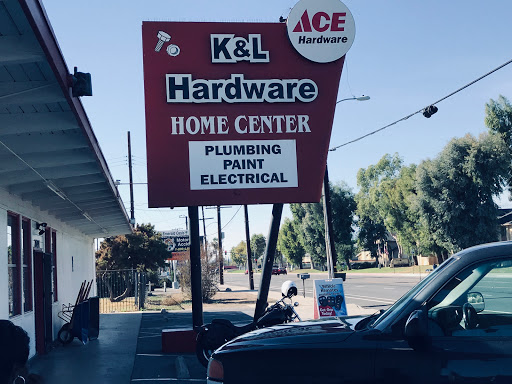 ACE
Hardware
K&L
Hardware
HOME CENTER
PLUMBING
PAINT
ELECTRICAL